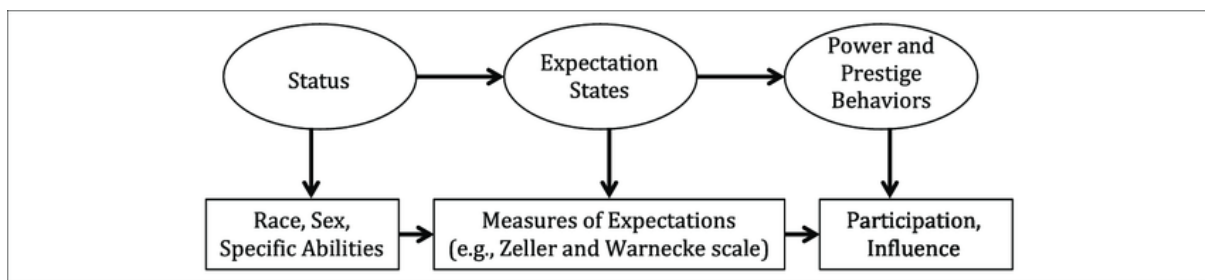 Status
Expectation
States
Power and
Prestige
Behaviors
Race, Sex,
Specific Abilities
Measures of Expectations
(e.g., Zeller and Warnecke scale)
Participation,
Influence